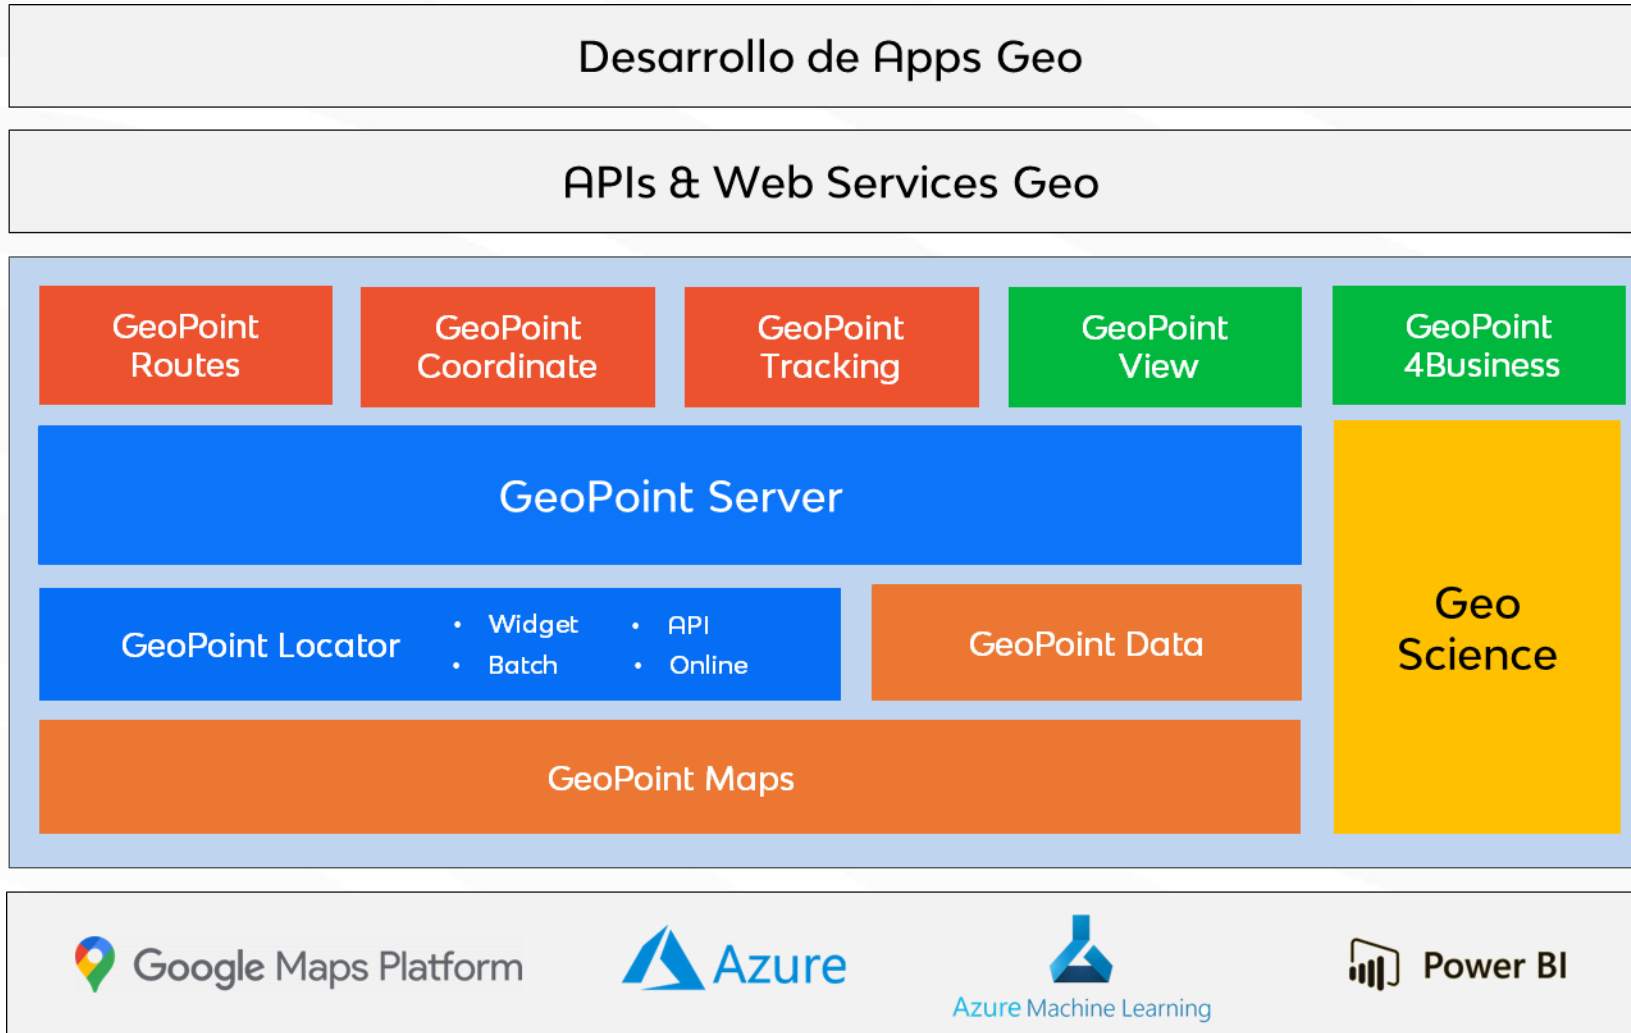 Desarrollo de Apps Geo
APIs & Web Services Geo
GeoPoint
Routes
GeoPoint
Coordinate
GeoPoint
Tracking
GeoPoint
View
GeoPoint
4Business
GeoPoint Server
GeoPoint Locator
• Widget
• API
• Batch
• Online
GeoPoint Data
Geo
Science
GeoPoint Maps
Google Maps Platform
Azure
Azure Machine Learning
Power BI